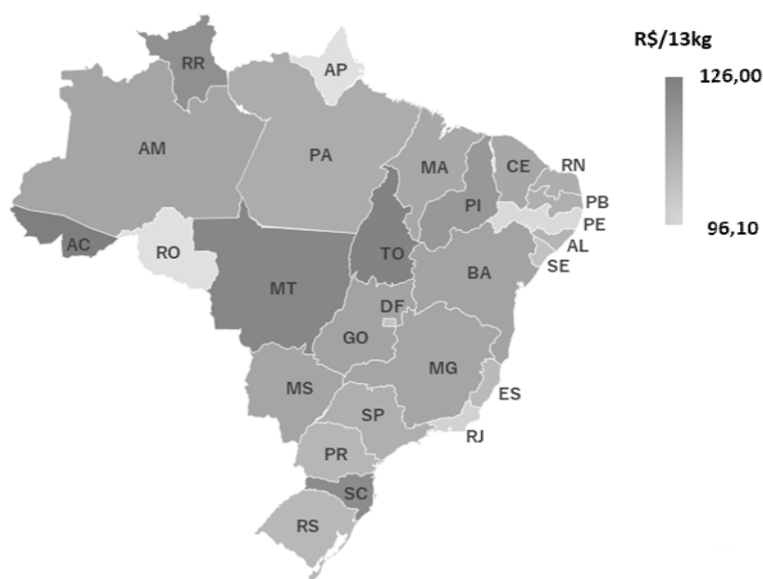 R$/13kg
126,00
96,10
RR
AP
AM
PA
MA
CE
RN
PI
PB
PE
AC
RO
TO
AL
SE
MT
BA
DF
GO
MG
MS
ES
SP
RJ
PR
SC
RS